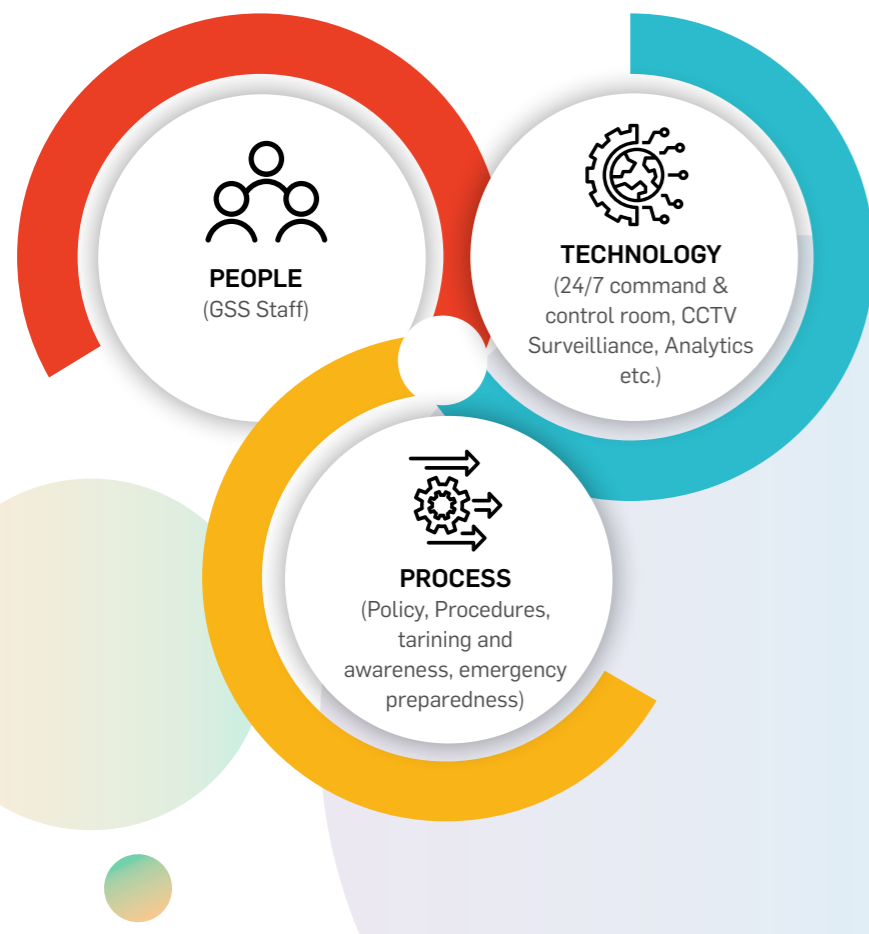 PEOPLE
(GSS Staff)
TECHNOLOGY
(24/7 command &
control room, CCTV
Surveilliance, Analytics
etc.)
PROCESS
(Policy, Procedures,
tarining and
awareness, emergency
preparedness)